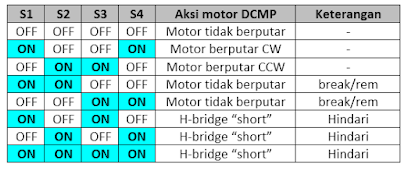 S1 S2 S3 S4 Aksi motor DCMP Keterangan
OFF OFF OFF OFF Motor tidak berputar -
ON OFF OFF ON Motor berputar CW -
OFF ON ON OFF Motor berputar CCW -
ON ON OFF OFF Motor tidak berputar break/rem
OFF OFF ON ON Motor tidak berputar break/rem
ON OFF ON OFF H-bridge “short” Hindari
OFF ON OFF ON H-bridge “short” Hindari
ON ON ON ON H-bridge “short” Hindari